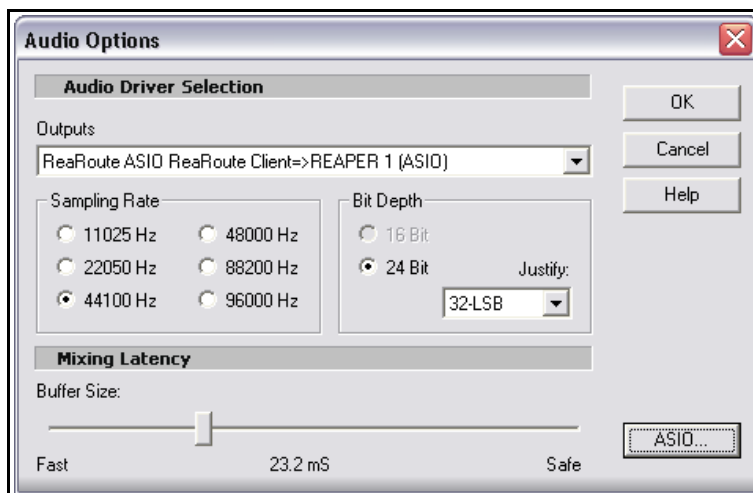 Audio Options
Audio Driver Selection
Outputs
ReaRoute ASIO ReaRoute Client=>REAPER 1 (ASIO)
Sampling Rate
11025 Hz
48000 Hz
22050 Hz
88200 Hz
44100 Hz
96000 Hz
Bit Depth
16 Bit
24 Bit
Justify:
32-LSB
Mixing Latency
Buffer Size:
Fast
23.2 mS
Safe
OK
Cancel
Help
ASIO...